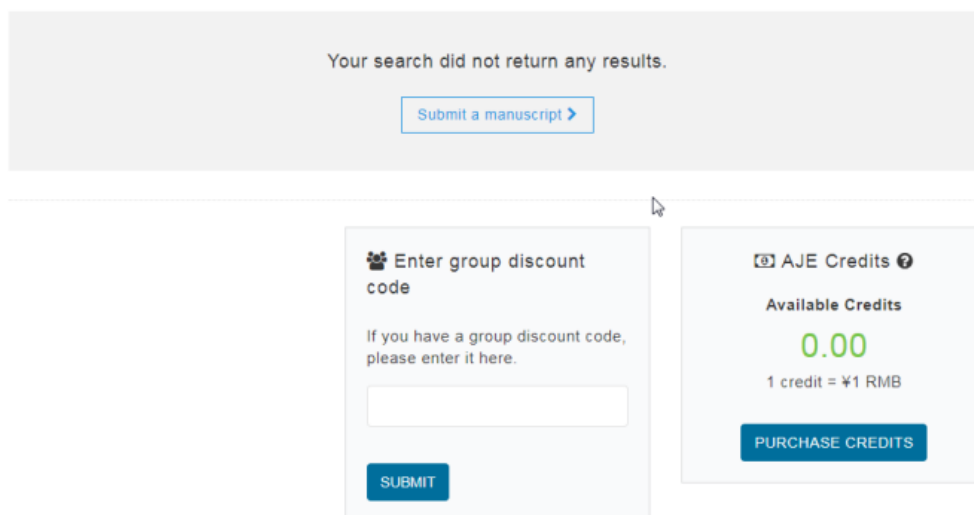 Your search did not return any results.
Submit a manuscript
Enter group discount
code
If you have a group discount code,
please enter it here.
SUBMIT
AJE Credits
Available Credits
0.00
1 credit = ¥1 RMB
PURCHASE CREDITS